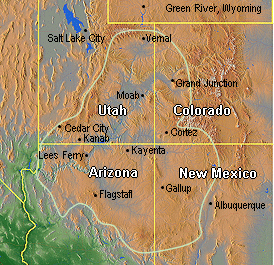 Green River, Wyoming
Salt Lake City
Vernal
Grand Junction
Moab
Utah
Colorado
Cedar City
Cortez
Kanab
Lees Ferry
Kayenta
Arizona
New Mexico
Gallup
Flagstaff
Albuquerque